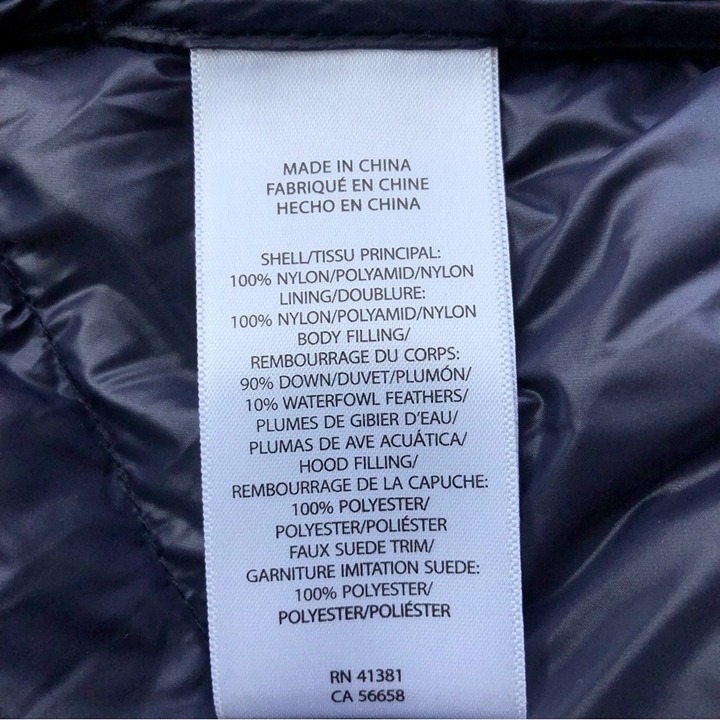 MADE IN CHINA
FABRIQUÉ EN CHINE
HECHO EN CHINA
SHELL/TISSU PRINCIPAL:
100% NYLON/POLYAMID/NYLON
LINING/DOUBLURE:
100% NYLON/POLYAMID/NYLON
BODY FILLING/
REMBOURRAGE DU CORPS:
90% DOWN/DUVET/PLUMÓN/
10% WATERFOWL FEATHERS/
PLUMES DE GIBIER D'EAU/
PLUMAS DE AVE ACUÁTICA/
HOOD FILLING/
REMBOURRAGE DE LA CAPUCHE:
100% POLYESTER/
POLYESTER/POLIÉSTER
FAUX SUEDE TRIM/
GARNITURE IMITATION SUEDE:
100% POLYESTER/
POLYESTER/POLIÉSTER
RN 41381
CA 56658